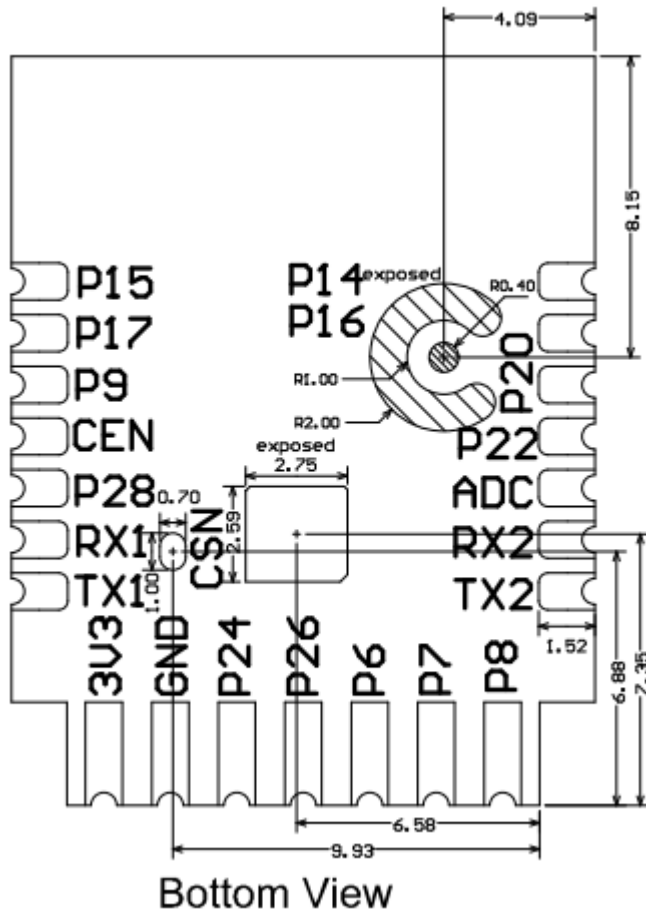 4.09
8.15
P15
P14 exposed
P16
R0.40
P17
P20
P9
R1.00
R2.00
CEN
P22
exposed
2.75
P28
0.70
ADC
RX1
CSN
2.59
RX2
TX1
1.00
TX2
1.52
3V3
GND
P24
P26
P6
P7
P8
6.88
7.35
6.58
9.93
Bottom View